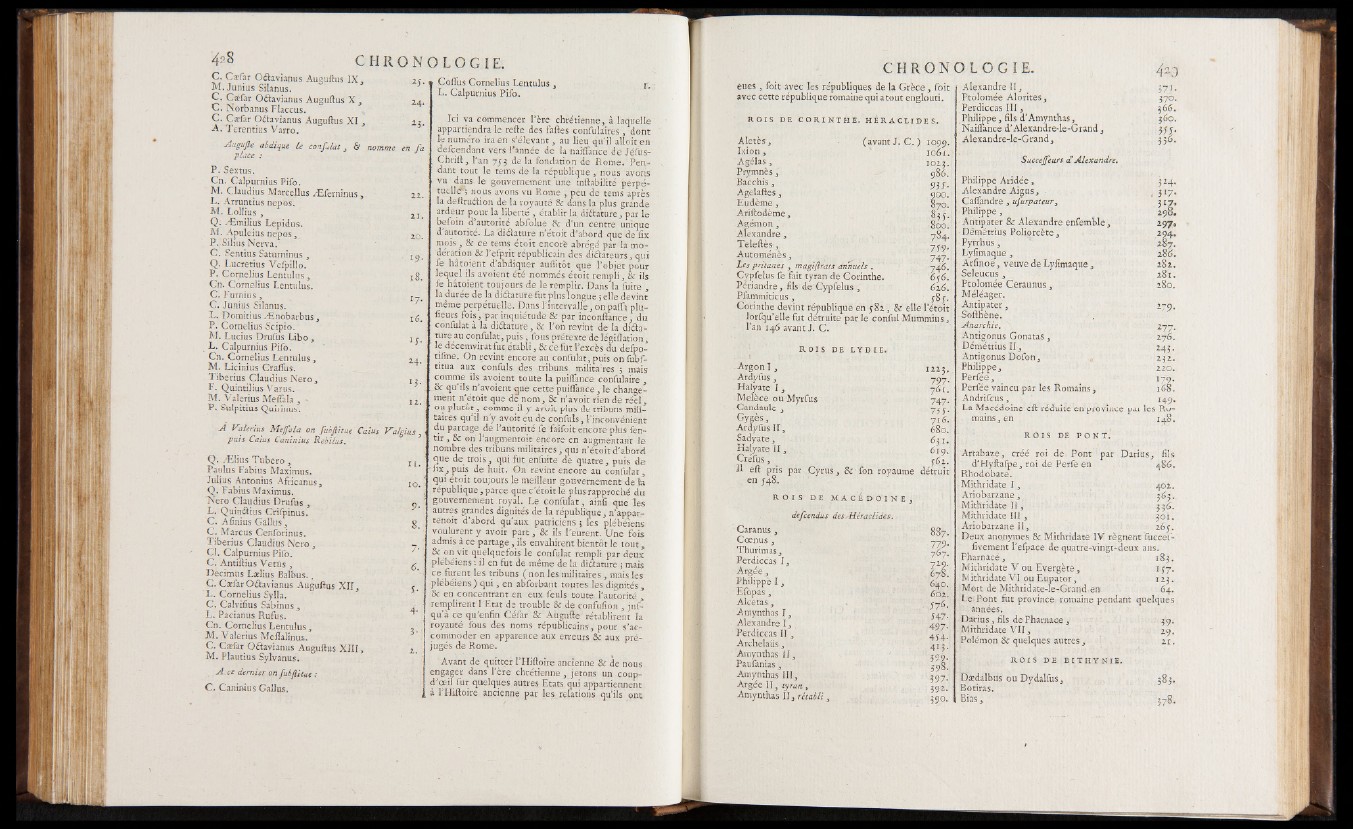 428 CHRONOLOGIE.
C. Cæſar Octavianus Auguſtus IX, 25.
M. Junius Silanus.
C. Cæſar Octavianus Auguſtus X, 24.
C. Norbanus Flaccus.
C. Cæſar Octavianus Auguſtus XI, 23.
A. Terentius Varro.
Auguſte abdique le conſulat, & nomme en ſa
place :
P. Sextus.
Cn. Calpurnius Piſo.
M. Claudius Marcellus Æſerninus, 22.
L. Arruntius nepos.
M. Lollius, 21.
Q. Æmilius Lepidus.
M. Apuleius nepos, 20.
P. Silius Nerva.
C. Sentius Saturninus, 19.
Q. Lucretius Veſpillo.
P. Cornelius Lentulus, 18.
Cn. Cornelius Lentulus.
C. Furnius, 17.
C. Junius Silanus.
L. Domitius Ænobarbus, 16.
P. Cornelius Scipio.
M. Lucius Druſus Libo, 15.
L. Calpurnius Piſo.
Cn. Cornelius Lentulus, 24.
M. Licinius Craſſus.
Tiberius Claudius Nero, 13.
P. Quintilius Varus.
M. Valerius Meſſala, 12.
P. Sulpitius Quirinus.
A Valerius Meſſala on ſubſtitue Caius Valgius,
puis Caius Caninius Rebilus.
Q. Ælius Tubero, 11.
Paulus Fabius Maximus.
Julius Antonius Africanus, 10.
Q. Fabius Maximus.
Nero Claudius Druſus, 9.
L. Quinctius Criſpinus.
C. Aſinius Gallus, 8.
C. Marcus Cenſorinus.
Tiberius Claudius Nero, 7.
Cl. Calpurnius Piſo.
C. Antiſtius Vetus, 6.
Decimus Lælius Balbus.
C. Cæſar Octavianus Auguſtus XII, 5.
L. Cornelius Sylla.
C. Calviſius Sabinus, 4.
L. Pacianus Rufus.
Cn. Cornelius Lentulus, 3.
M. Valerius Meſſalinus.
C. Cæſar Octavianus Auguſtus XIII, 2.
M. Plautius Sylvanus.
A ce dernier on ſubſtitue :
C. Caninius Gallus.
Coſſus Cornelius Lentulus, 1.
L. Calpurnius Piſo.
Ici va commencer l'ère chrétienne, à laquelle
appartiendra le reſte des faſtes conſulaires, dont
le numéro ira en s'élevant, au lieu qu'il alloit en
deſcendant vers l'année de la naiſſance de Jéſus-
Chriſt, l'an 753 de la fondation de Rome. Pen-
dant tout le tems de la république, nous avons
vu dans le gouvernement une inſtabilité perpé-
tuelle ; nous avons vu Rome, peu de tems après
la deſtruction de la royauté & dans la plus grande
ardeur pour la liberté, établir la dictature, par le
beſoin d'autorité abſolue & d'un centre unique
d'autorité. La dictature n'étoit d'abord que de ſix
mois, & ce tems étoit encore abrégé par la mo-
dération & l'eſprit républicain des dictateurs, qui
ſe hâtoient d'abdiquer auſſitôt que l'objet pour
lequel ils avoient été nommés étoit rempli, & ils
ſe hâtoient toujours de le remplir. Dans la ſuite,
la durée de la dictature fut plus longue ; elle devint
même perpétuelle. Dans l'intervalle, on paſſa plu-
ſieurs fois, par inquiétude & par inconſtance, du
conſulat à la dictature, & l'on revint de la dicta-
ture au conſulat, puis, ſous prétexte de légiſlation,
le décemvirat fut établi, & ce fut l'excès du deſpo-
tiſme. On revint encore au conſulat, puis on ſubſ-
titua aux conſuls des tribuns militaires ; mais
comme ils avoient toute la puiſſance conſulaire,
& qu'ils n'avoient que cette puiſſance, le change-
ment n'étoit que de nom, & n'avoit rien de réel,
ou plutôt, comme il y avoit plus de tribuns mili-
taires qu'il n'y avoit eu de conſuls, l'inconvénient
du partage de l'autorité ſe faiſoit encore plus ſen-
tir, & on l'augmentoit encore en augmentant le
nombre des tribuns militaires, qui n'étoit d'abord
que de trois, qui fut enſuite de quatre, puis de
ſix, puis de huit. On revint encore au conſulat,
qui étoit toujours le meilleur gouvernement de la
république, parce que c'étoit le plus rapproché du
gouvernement royal. Le conſulat, ainſi que les
autres grandes dignités de la république, n'appar-
tenoit d'abord qu'aux patriciens ; les plébéiens
voulurent y avoir part, & ils l'eurent. Une fois
admis à ce partage, ils envahirent bientôt le tout,
& on vit quelquefois le conſulat rempli par deux
plébéiens : il en fut de même de la dictature ; mais
ce furent les tribuns (non les militaires, mais les
plébéiens) qui, en abſorbant toutes les dignités,
& en concentrant en eux ſeuls toute l'autorité,
remplirent l'Etat de trouble & de confuſion, juſ-
qu'à ce qu'enfin Céſar & Auguſte rétablirent la
royauté ſous des noms républicains, pour s'ac-
commoder en apparence aux erreurs & aux pré-
jugés de Rome.
Avant de quitter l'Hiſtoire ancienne & de nous
engager dans l'ère chrétienne, jetons un coup-
d'œil ſur quelques autres Etats qui appartiennent
à l'Hiſtoire ancienne par les relations qu'ils ont
CHRONOLOGIE. 429
eues, ſoit avec les républiques de la Grèce, ſoit
avec cette république romaine qui a tout englouti.
ROIS DE CORINTHE. HÉRACLIDES.
Aletès, (avant J. C.) 1099.
Ixion, 1061.
Agélas, 1023.
Prymnès, 986.
Bacchis, 935.
Agelaſtes, 900.
Eudème, 870.
Ariſtodème, 835.
Agémon, 800.
Alexandre, 784.
Teleſtès, 759.
Automénès, 747.
Les pritanes, magiſtrats annuels. 746.
Cypſelus ſe fait tyran de Corinthe. 656.
Périandre, fils de Cypſelus, 626.
Pſammiticus, 585.
Corinthe devint république en 582, & elle l'étoit
lorſqu'elle fut détruite par le conſul Mummius,
l'an 146 avant J. C.
ROIS DE LYDIE.
Argon I, 1223.
Ardyſus, 797.
Halyate I, 761.
Melèce ou Myrſus 747.
Candaule, 735.
Gygès, 716.
Ardyſus II, 680.
Sadyate, 631.
Halyate II, 619.
Créſus, 562.
Il eſt pris par Cyrus, & ſon royaume détruit
en 548.
ROIS DE MACÉDOINE,
deſcendus des Héraclides.
Caranus, 887.
Cœnus, 779.
Thurimas, 767.
Perdiccas I, 729.
Argée, 678.
Philippe I, 640.
Eſopas, 602.
Alcétas, 576.
Amynthas I, 547.
Alexandre I, 497.
Perdiccas II, 454.
Archelaüs, 413.
Amynthas II, 399.
Pauſanias, 398.
Amynthas III, 397.
Argée II, tyran, 392.
Amynthas II, rétabli, 390.
Alexandre II, 371.
Ptolomée Alorites, 370.
Perdiccas III, 366.
Philippe, fils d'Amynthas, 360.
Naiſſance d'Alexandre-le-Grand, 355.
Alexandre-le-Grand, 336.
Succeſſeurs d'Alexandre.
Philippe Aridée, 324.
Alexandre Aigus, 317.
Caſſandre, uſurpateur, 317.
Philippe, 298.
Antipater & Alexandre enſemble, 297.
Démétrius Poliorcète, 294.
Pyrrhus, 287.
Lyſimaque, 286.
Arſinoé, veuve de Lyſimaque, 282.
Seleucus, 281.
Ptolomée Ceraunus, 280.
Méléager.
Antipater, 279.
Soſthène.
Anarchie, 277.
Antigonus Gonatas, 276.
Démétrius II, 243.
Antigonus Doſon, 232.
Philippe, 220.
Perſée, 179.
Perſée vaincu par les Romains, 168.
Andriſcus, 149.
La Macédoine eſt réduite en province par les Ro-
mains, en 148.
ROIS DE PONT.
Artabaze, créé roi de Pont par Darius, fils
d'Hyſtaſpe, roi de Perſe en 486.
Rhodobate.
Mithridate I, 402.
Ariobarzane, 363.
Mithridate II, 336.
Mithridate III, 301.
Ariobarzane II, 265.
Deux anonymes & Mithridate IV règnent ſucceſ-
ſivement l'eſpace de quatre-vingt-deux ans.
Pharnace, 183.
Mithridate V ou Evergète, 157.
Mithridate VI ou Eupator, 123.
Mort de Mithridate-le-Grand en 64.
Le Pont fut province romaine pendant quelques
années.
Darius, fils de Pharnace, 39.
Mithridate VII, 29.
Polémon & quelques autres, 21.
ROIS DE BITHYNIE.
Dædalbus ou Dydalſus, 383.
Botiras.
Bias, 378.